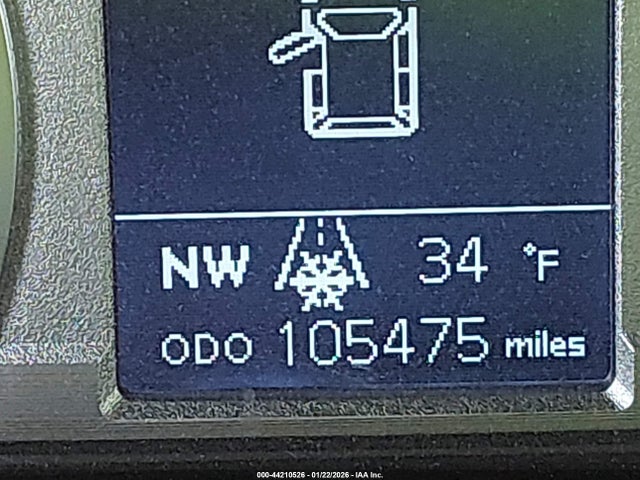 NW 34 °F
ODO 105475 miles
000-44210526 - 01/22/2026 - IAA Inc.